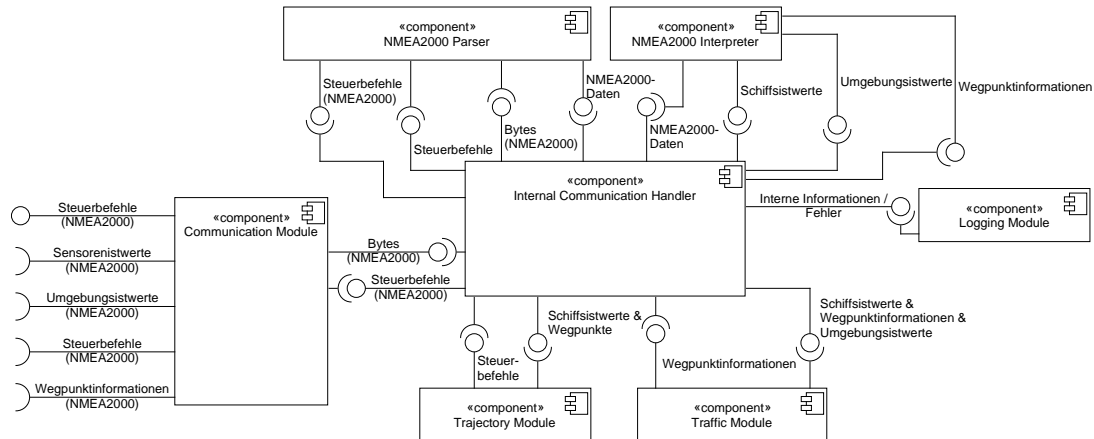 «component»
NMEA2000 Parser
«component»
NMEA2000 Interpreter
Steuerbefehle
(NMEA2000)
Steuerbefehle
Bytes
(NMEA2000)
NMEA2000-
Daten
NMEA2000-
Daten
Schiffsistwerte
Umgebungsistwerte
Wegpunktinformationen
«component»
Internal Communication Handler
Interne Informationen /
Fehler
«component»
Logging Module
Steuerbefehle
(NMEA2000)
Sensorenistwerte
(NMEA2000)
Umgebungsistwerte
(NMEA2000)
Steuerbefehle
(NMEA2000)
Wegpunktinformationen
(NMEA2000)
«component»
Communication Module
Bytes
(NMEA2000)
Steuerbefehle
(NMEA2000)
Steuer-
befehle
Schiffsistwerte &
Wegpunkte
Wegpunktinformationen
Schiffsistwerte &
Wegpunktinformationen &
Umgebungsistwerte
«component»
Trajectory Module
«component»
Traffic Module